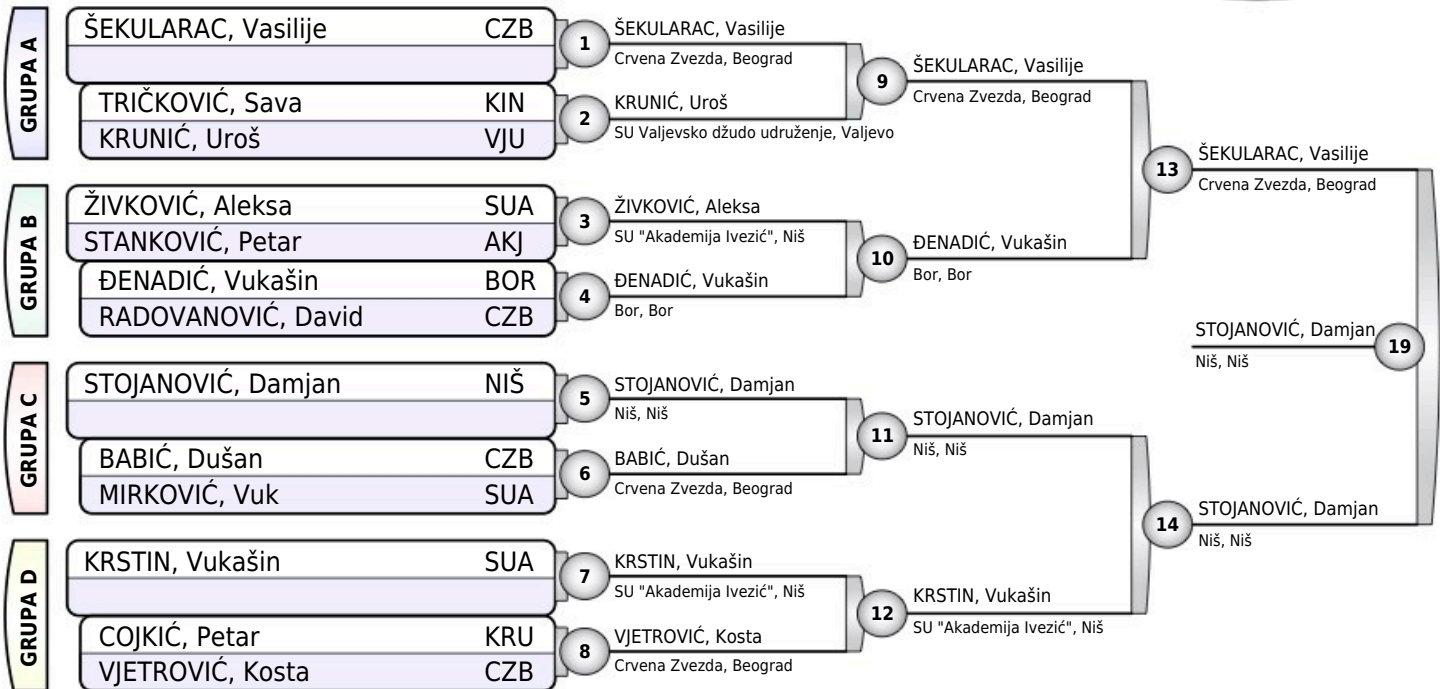 GRUPA A
ŠEKULARAC, Vasilije CZB
TRIČKOVIĆ, Sava KIN
KRUNIĆ, Uroš VJU
GRUPA B
ŽIVKOVIĆ, Aleksa SUA
STANKOVIĆ, Petar AKJ
ĐENADIĆ, Vukašin BOR
RADOVANOVIĆ, David CZB
GRUPA C
STOJANOVIĆ, Damjan NIŠ
BABIĆ, Dušan CZB
MIRKOVIĆ, Vuk SUA
GRUPA D
KRSTIN, Vukašin SUA
COJKIĆ, Petar KRU
VJETROVIĆ, Kosta CZB
1
ŠEKULARAC, Vasilije
Crvena Zvezda, Beograd
2
KRUNIĆ, Uroš
SU Valjevsko džudo udruženje, Valjevo
3
ŽIVKOVIĆ, Aleksa
SU "Akademija Ivezić", Niš
4
ĐENADIĆ, Vukašin
Bor, Bor
5
STOJANOVIĆ, Damjan
Niš, Niš
6
BABIĆ, Dušan
Crvena Zvezda, Beograd
7
KRSTIN, Vukašin
SU "Akademija Ivezić", Niš
8
VJETROVIĆ, Kosta
Crvena Zvezda, Beograd
9
ŠEKULARAC, Vasilije
Crvena Zvezda, Beograd
10
ĐENADIĆ, Vukašin
Bor, Bor
11
STOJANOVIĆ, Damjan
Niš, Niš
12
KRSTIN, Vukašin
SU "Akademija Ivezić", Niš
13
ŠEKULARAC, Vasilije
Crvena Zvezda, Beograd
14
STOJANOVIĆ, Damjan
Niš, Niš
STOJANOVIĆ, Damjan
Niš, Niš
19